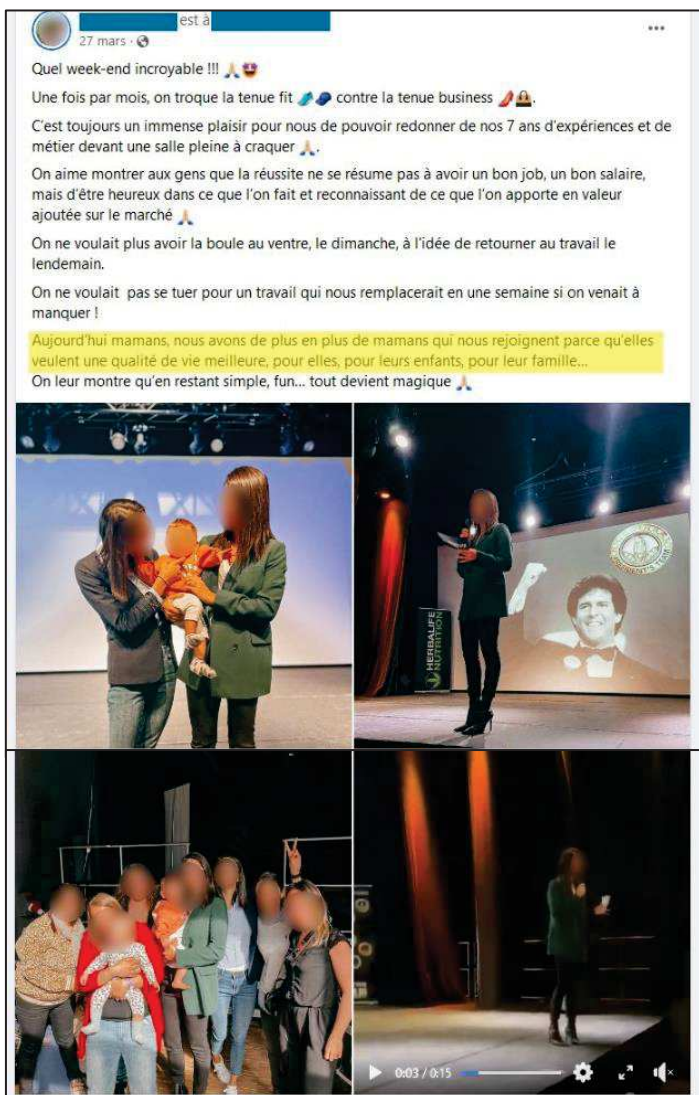 est à
27 mars ·
Quel week-end incroyable !!!
Une fois par mois, on troque la tenue fit contre la tenue business .
C'est toujours un immense plaisir pour nous de pouvoir redonner de nos 7 ans d'expériences et de
métier devant une salle pleine à craquer .
On aime montrer aux gens que la réussite ne se résume pas à avoir un bon job, un bon salaire,
mais d'être heureux dans ce que l'on fait et reconnaissant de ce que l'on apporte en valeur
ajoutée sur le marché
On ne voulait plus avoir la boule au ventre, le dimanche, à l'idée de retourner au travail le
lendemain.
On ne voulait pas se tuer pour un travail qui nous remplacerait en une semaine si on venait à
manquer !
Aujourd'hui mamans, nous avons de plus en plus de mamans qui nous rejoignent parce qu'elles
veulent une qualité de vie meilleure, pour elles, pour leurs enfants, pour leur famille...
On leur montre qu'en restant simple, fun... tout devient magique
HERBALIFE
NUTRITION
0:03 / 0:15